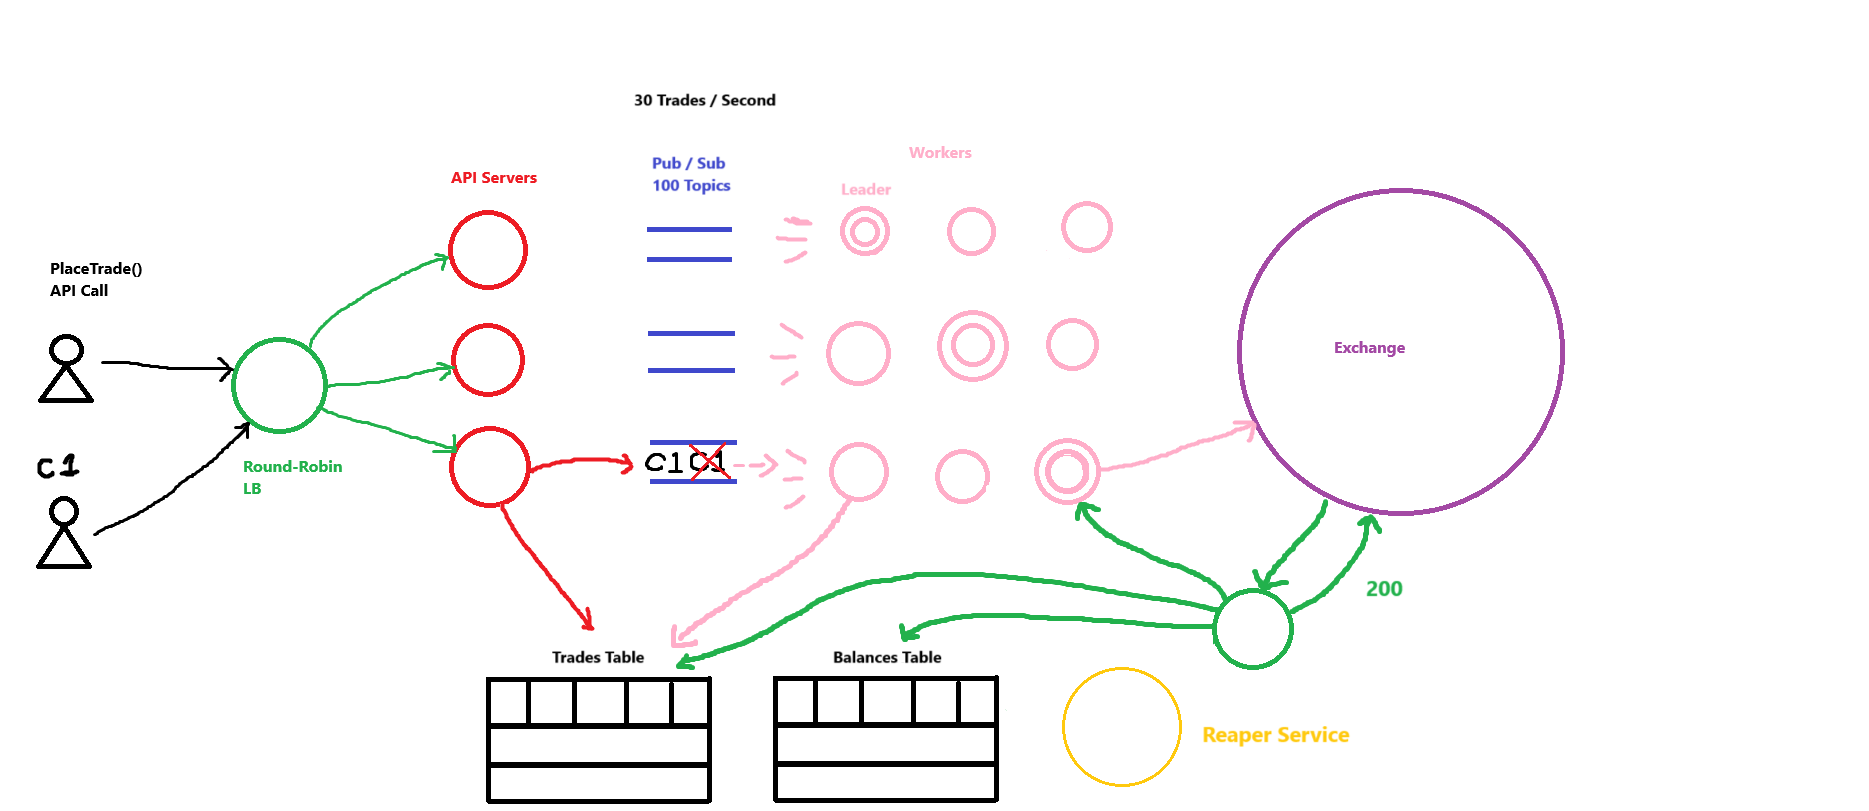 30 Trades / Second
Pub / Sub
100 Topics
Workers
API Servers
Leader
PlaceTrade()
API Call
Exchange
C1
Round-Robin
LB
C1C1
200
Trades Table
Balances Table
Reaper Service